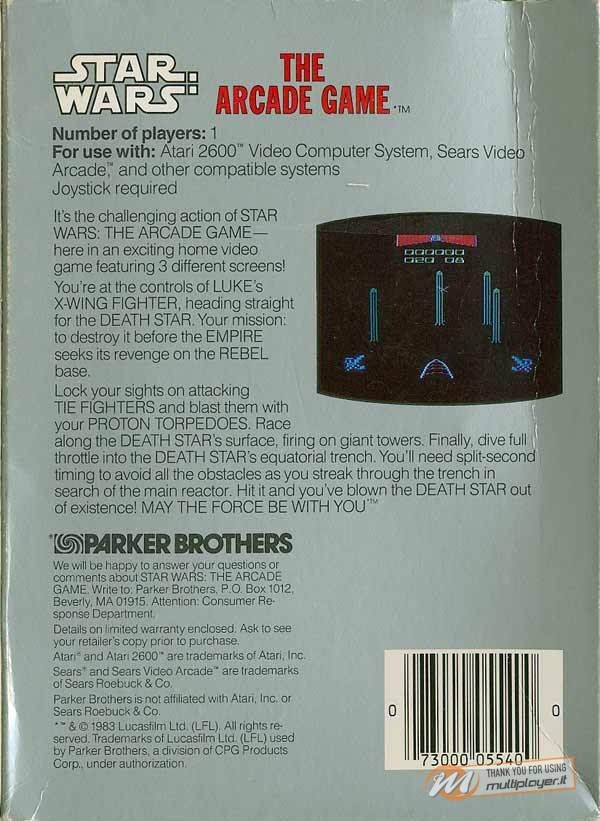 STAR WARS
THE
ARCADE GAME ™
Number of players: 1
For use with: Atari 2600™ Video Computer System, Sears Video
Arcade,™ and other compatible systems
Joystick required
It's the challenging action of STAR
WARS: THE ARCADE GAME—
here in an exciting home video
game featuring 3 different screens!
You're at the controls of LUKE's
X-WING FIGHTER, heading straight
for the DEATH STAR. Your mission:
to destroy it before the EMPIRE
seeks its revenge on the REBEL
base.
000000
020 08
Lock your sights on attacking
TIE FIGHTERS and blast them with
your PROTON TORPEDOES. Race
along the DEATH STAR's surface, firing on giant towers. Finally, dive full
throttle into the DEATH STAR's equatorial trench. You'll need split-second
timing to avoid all the obstacles as you streak through the trench in
search of the main reactor. Hit it and you've blown the DEATH STAR out
of existence! MAY THE FORCE BE WITH YOU*™
PARKER BROTHERS
We will be happy to answer your questions or
comments about STAR WARS: THE ARCADE
GAME. Write to: Parker Brothers, P.O. Box 1012,
Beverly, MA 01915. Attention: Consumer Re-
sponse Department.
Details on limited warranty enclosed. Ask to see
your retailer's copy prior to purchase.
Atari® and Atari 2600™ are trademarks of Atari, Inc.
Sears® and Sears Video Arcade™ are trademarks
of Sears Roebuck & Co.
Parker Brothers is not affiliated with Atari, Inc. or
Sears Roebuck & Co.
*™ & © 1983 Lucasfilm Ltd. (LFL). All rights re-
served. Trademarks of Lucasfilm Ltd. (LFL) used
by Parker Brothers, a division of CPG Products
Corp., under authorization.
0 73000 05540 0
THANK YOU FOR USING
multiplayer.it